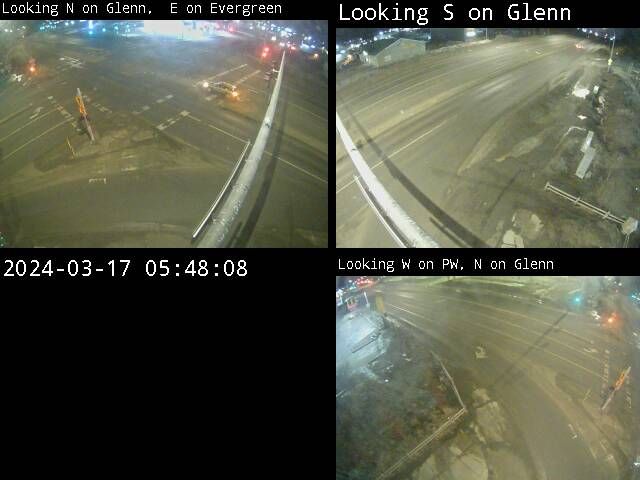 Looking N on Glenn, E on Evergreen
Looking S on Glenn
2024-03-17 05:48:08
Looking W on PW, N on Glenn